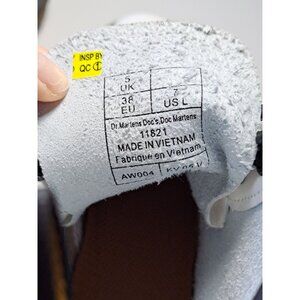 INSP BY
QC
5
UK
38
EU
7
US L
Dr.Martens Doc's,Doc Martens
11821
MADE IN VIETNAM
Fabriqué en Vietnam
AW004